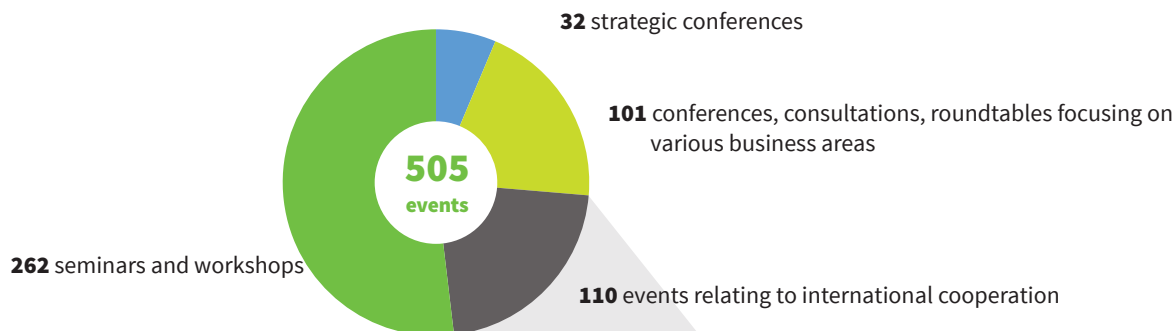 32 strategic conferences
101 conferences, consultations, roundtables focusing on
various business areas
505
events
262 seminars and workshops
110 events relating to international cooperation